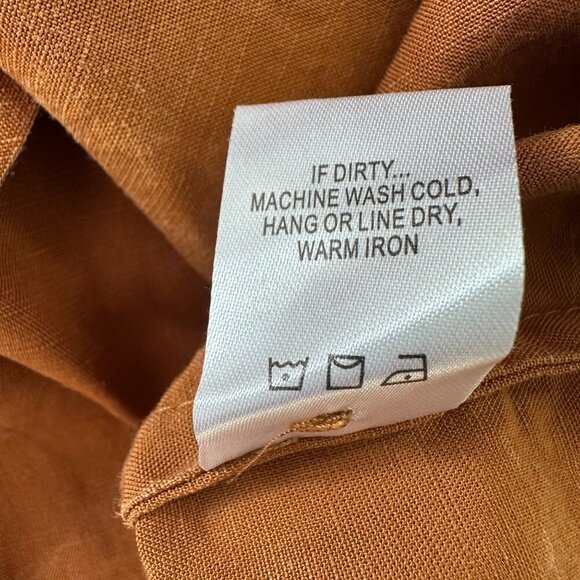 IF DIRTY...
MACHINE WASH COLD,
HANG OR LINE DRY,
WARM IRON